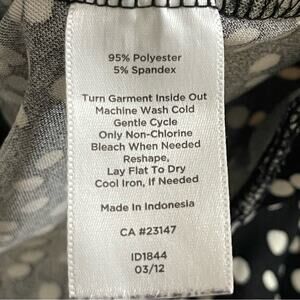 95% Polyester
5% Spandex
Turn Garment Inside Out
Machine Wash Cold
Gentle Cycle
Only Non-Chlorine
Bleach When Needed
Reshape,
Lay Flat To Dry
Cool Iron, If Needed
Made In Indonesia
CA #23147
ID1844
03/12